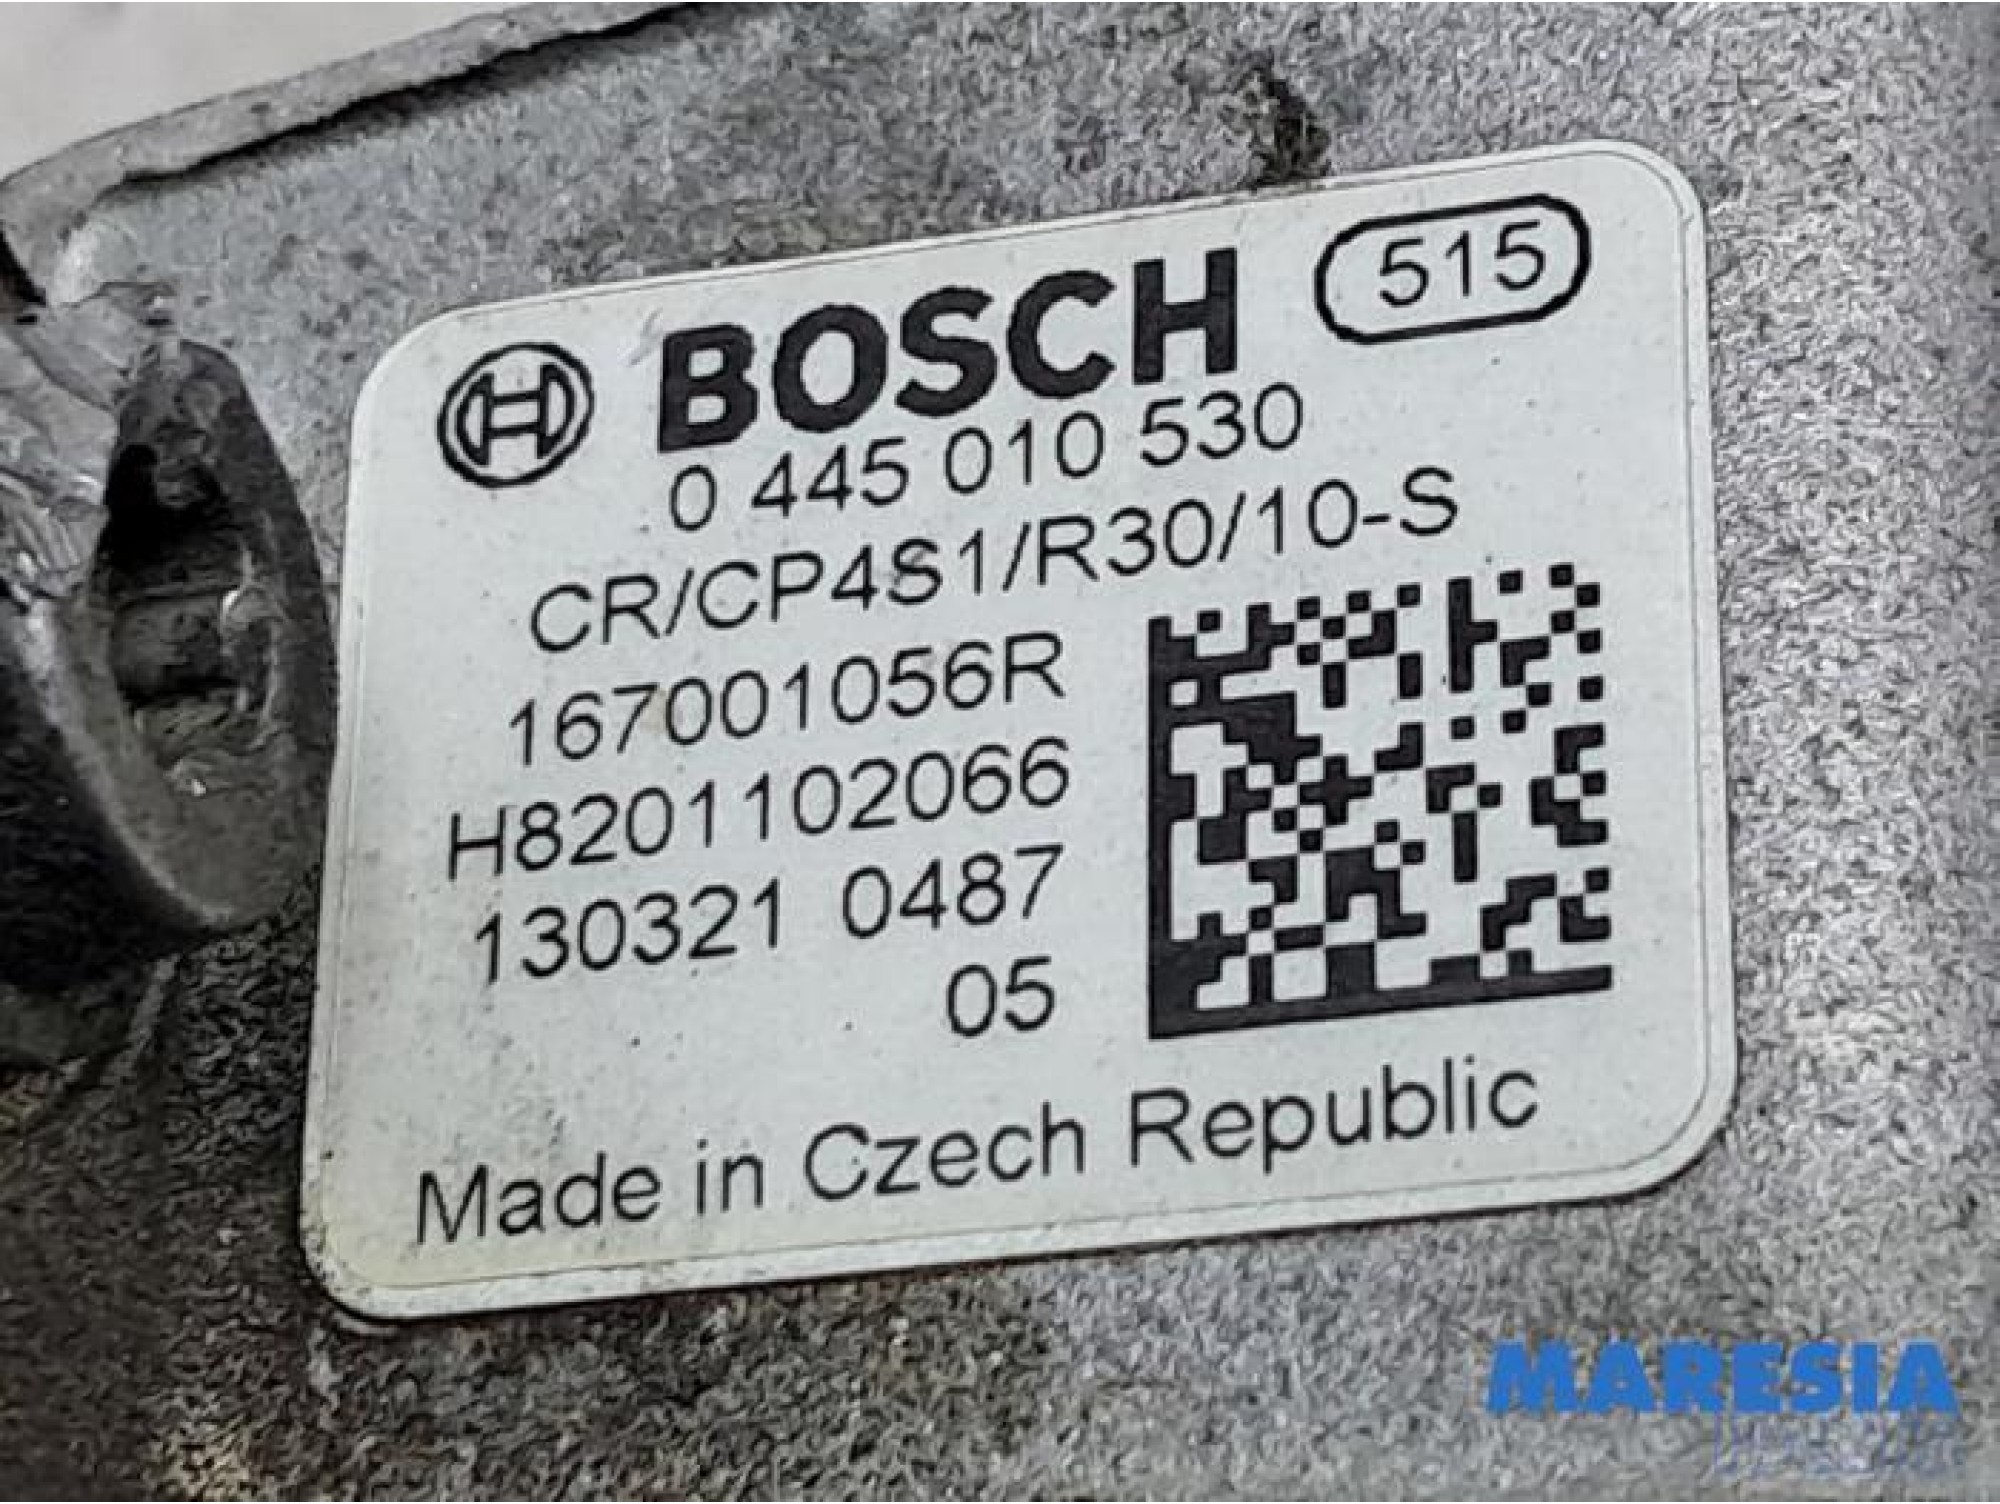 BOSCH 515
0 445 010 530
CR/CP4S1/R30/10-S
167001056R
H8201102066
130321 0487
05
Made in Czech Republic
MARESIA